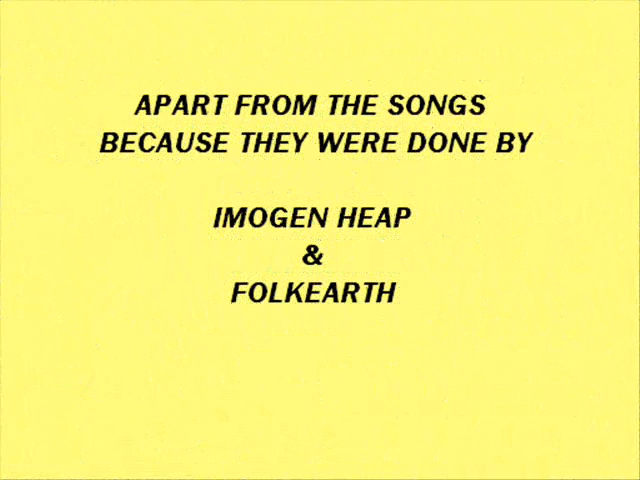 APART FROM THE SONGS
BECAUSE THEY WERE DONE BY
IMOGEN HEAP
&
FOLKEARTH